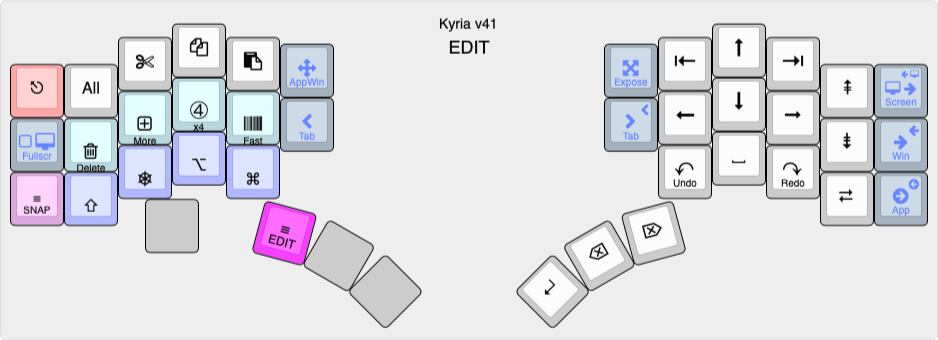 Kyria v41
EDIT
All
AppWin
Expose
Screen
Fullscr
Delete
More
④
x4
Fast
Tab
Tab
Win
SNAP
Undo
Redo
App
EDIT